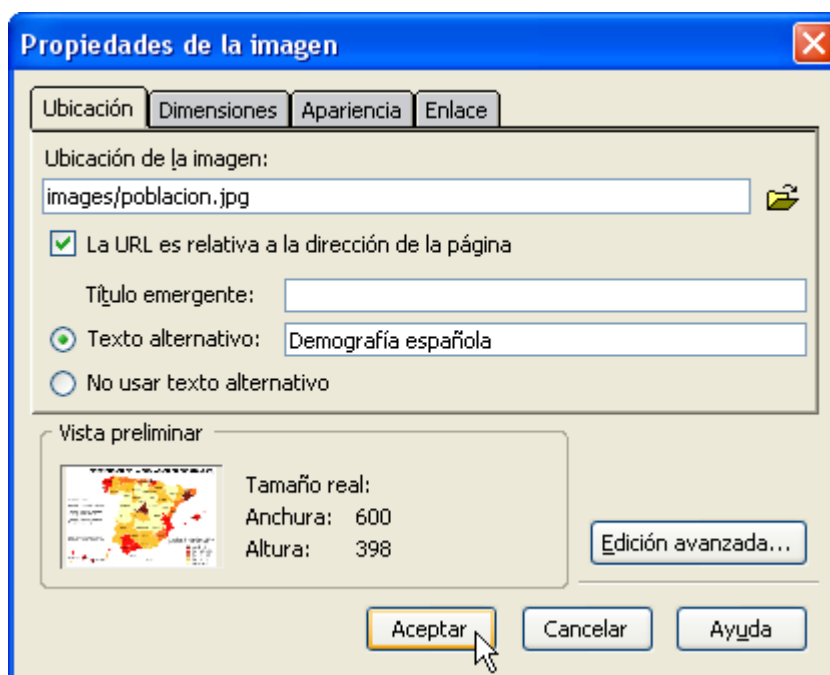 Propiedades de la imagen
Ubicación Dimensiones Apariencia Enlace
Ubicación de la imagen:
images/poblacion.jpg
La URL es relativa a la dirección de la página
Título emergente:
Texto alternativo: Demografía española
No usar texto alternativo
Vista preliminar
Tamaño real:
Anchura: 600
Altura: 398
Edición avanzada...
Aceptar Cancelar Ayuda